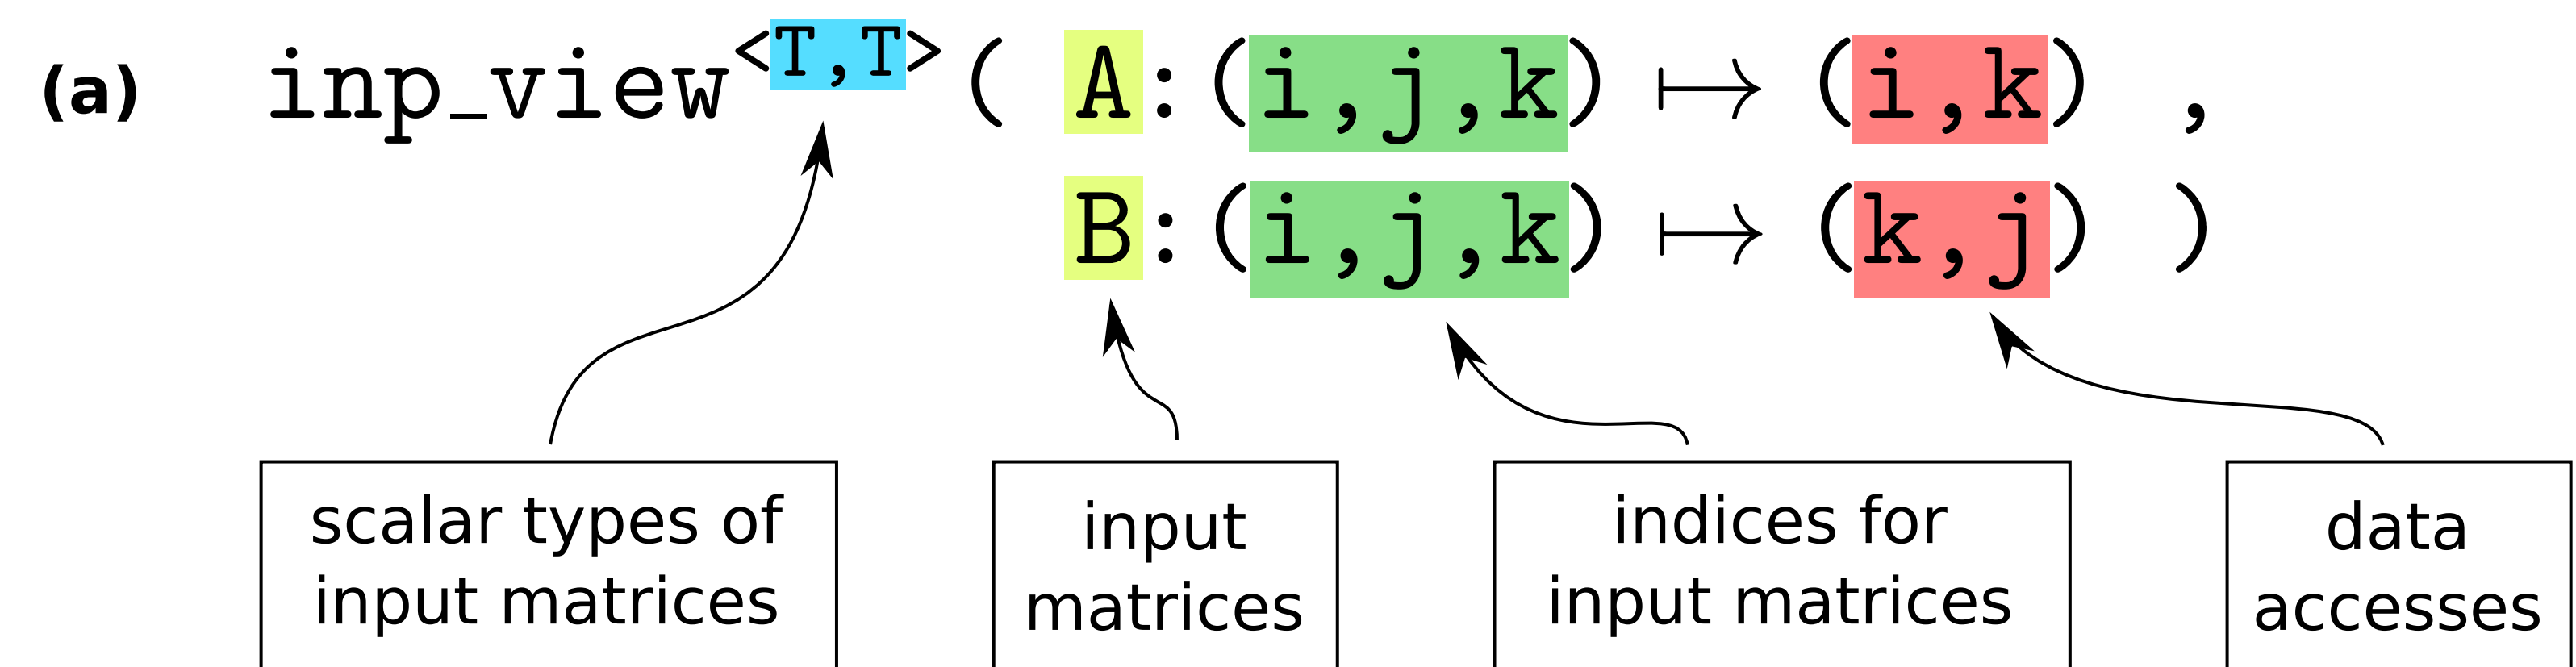 (a) inp_view<T,T> ( A:(i,j,k) ↦ (i,k) ,
B:(i,j,k) ↦ (k,j) )
scalar types of
input matrices
input
matrices
indices for
input matrices
data
accesses